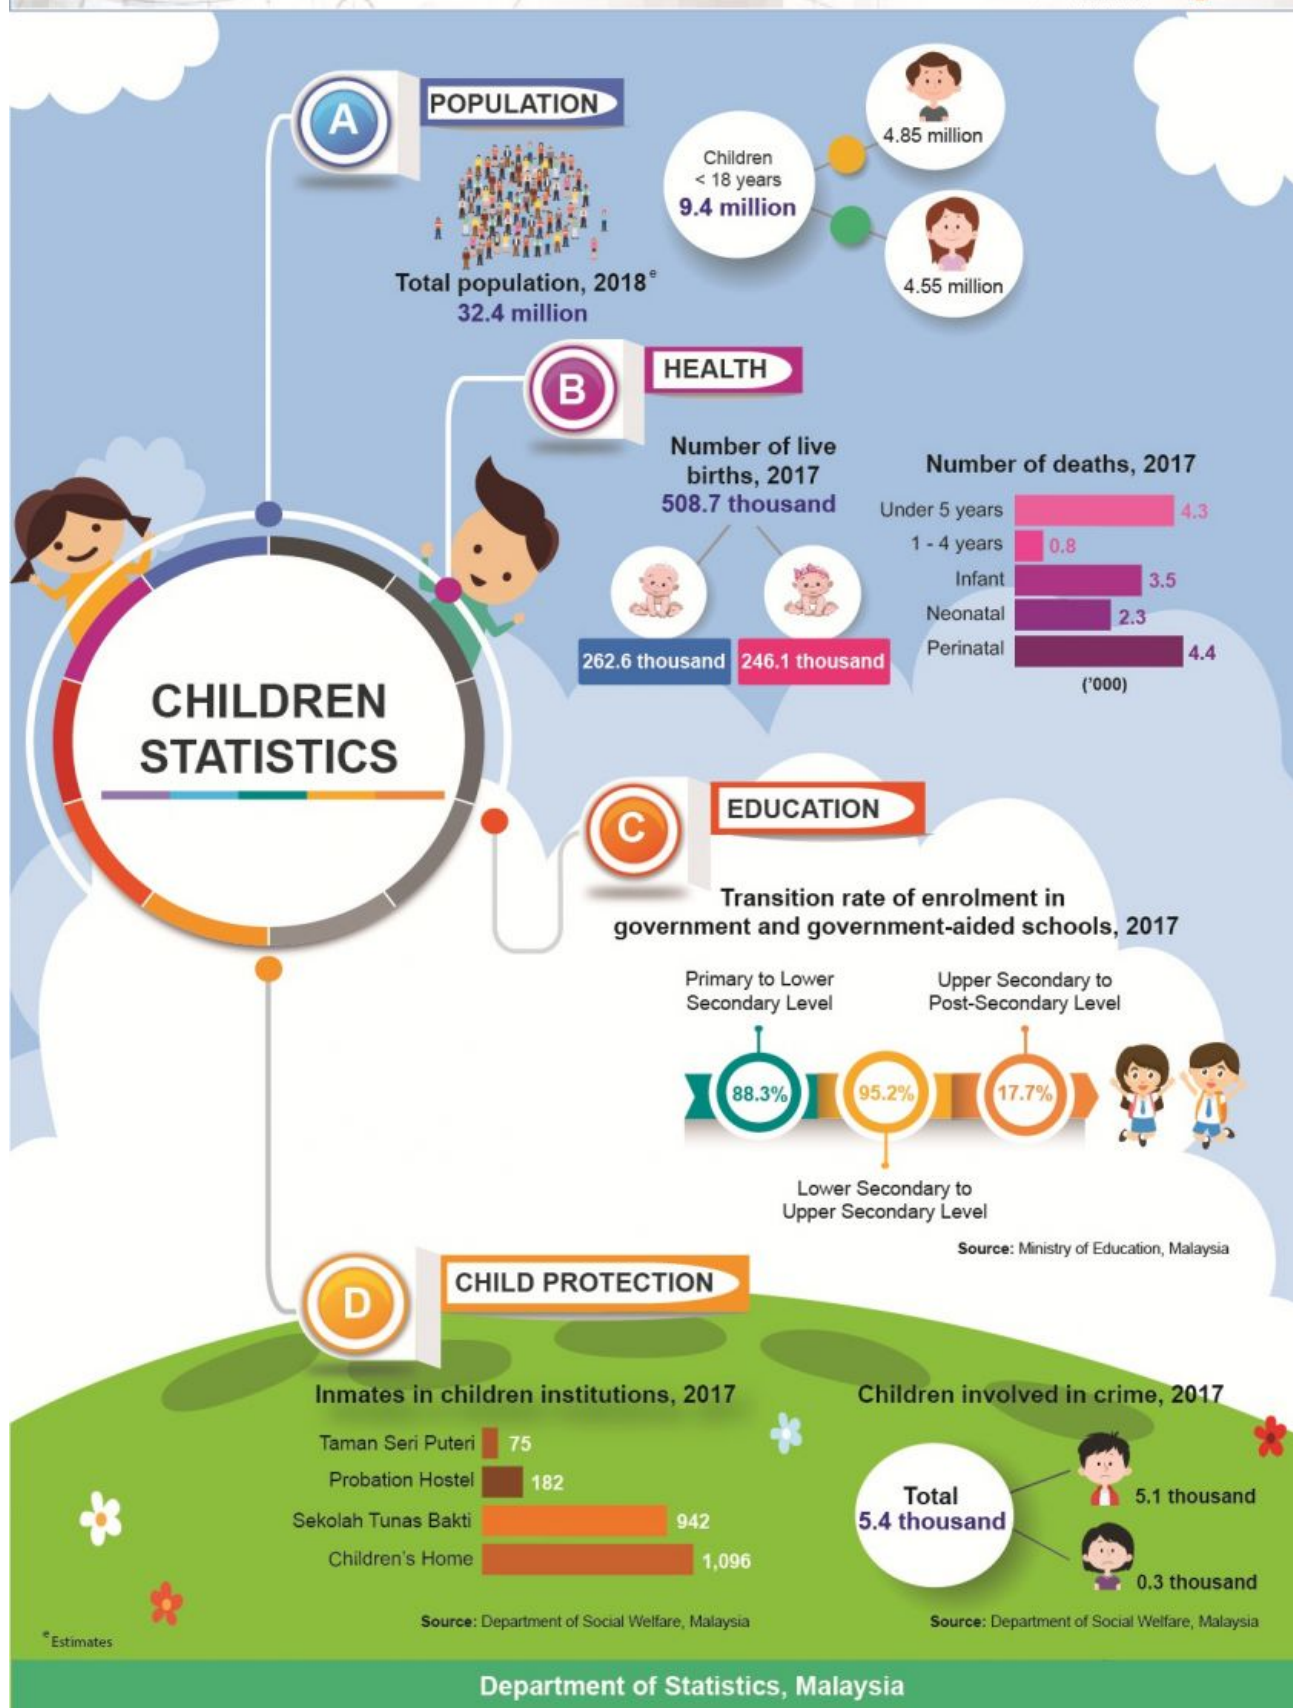 A
POPULATION
Total population, 2018ᵉ
32.4 million
Children
< 18 years
9.4 million
4.85 million
4.55 million
B
HEALTH
Number of live
births, 2017
508.7 thousand
262.6 thousand
246.1 thousand
Number of deaths, 2017
Under 5 years 4.3
1 - 4 years 0.8
Infant 3.5
Neonatal 2.3
Perinatal 4.4
('000)
CHILDREN
STATISTICS
C
EDUCATION
Transition rate of enrolment in
government and government-aided schools, 2017
Primary to Lower
Secondary Level
Upper Secondary to
Post-Secondary Level
88.3%
95.2%
17.7%
Lower Secondary to
Upper Secondary Level
Source: Ministry of Education, Malaysia
D
CHILD PROTECTION
Inmates in children institutions, 2017
Taman Seri Puteri 75
Probation Hostel 182
Sekolah Tunas Bakti 942
Children's Home 1,096
Source: Department of Social Welfare, Malaysia
Children involved in crime, 2017
Total
5.4 thousand
5.1 thousand
0.3 thousand
Source: Department of Social Welfare, Malaysia
ᵉ Estimates
Department of Statistics, Malaysia